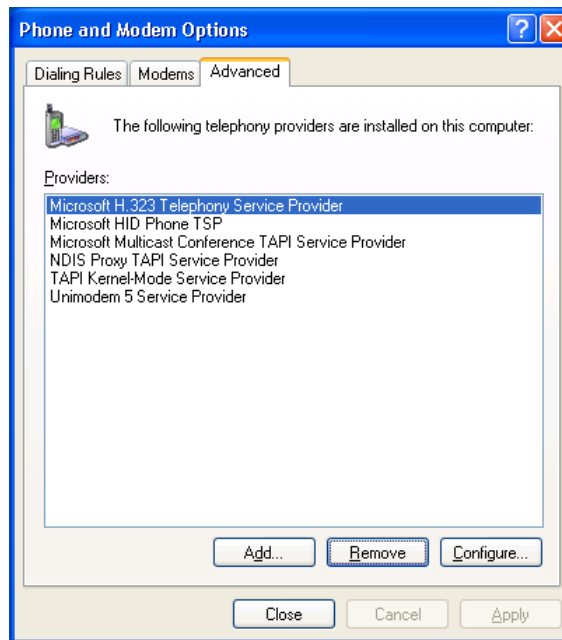 Phone and Modem Options
Dialing Rules Modems Advanced
The following telephony providers are installed on this computer:
Providers:
Microsoft H.323 Telephony Service Provider
Microsoft HID Phone TSP
Microsoft Multicast Conference TAPI Service Provider
NDIS Proxy TAPI Service Provider
TAPI Kernel-Mode Service Provider
Unimodem 5 Service Provider
Add... Remove Configure...
Close Cancel Apply